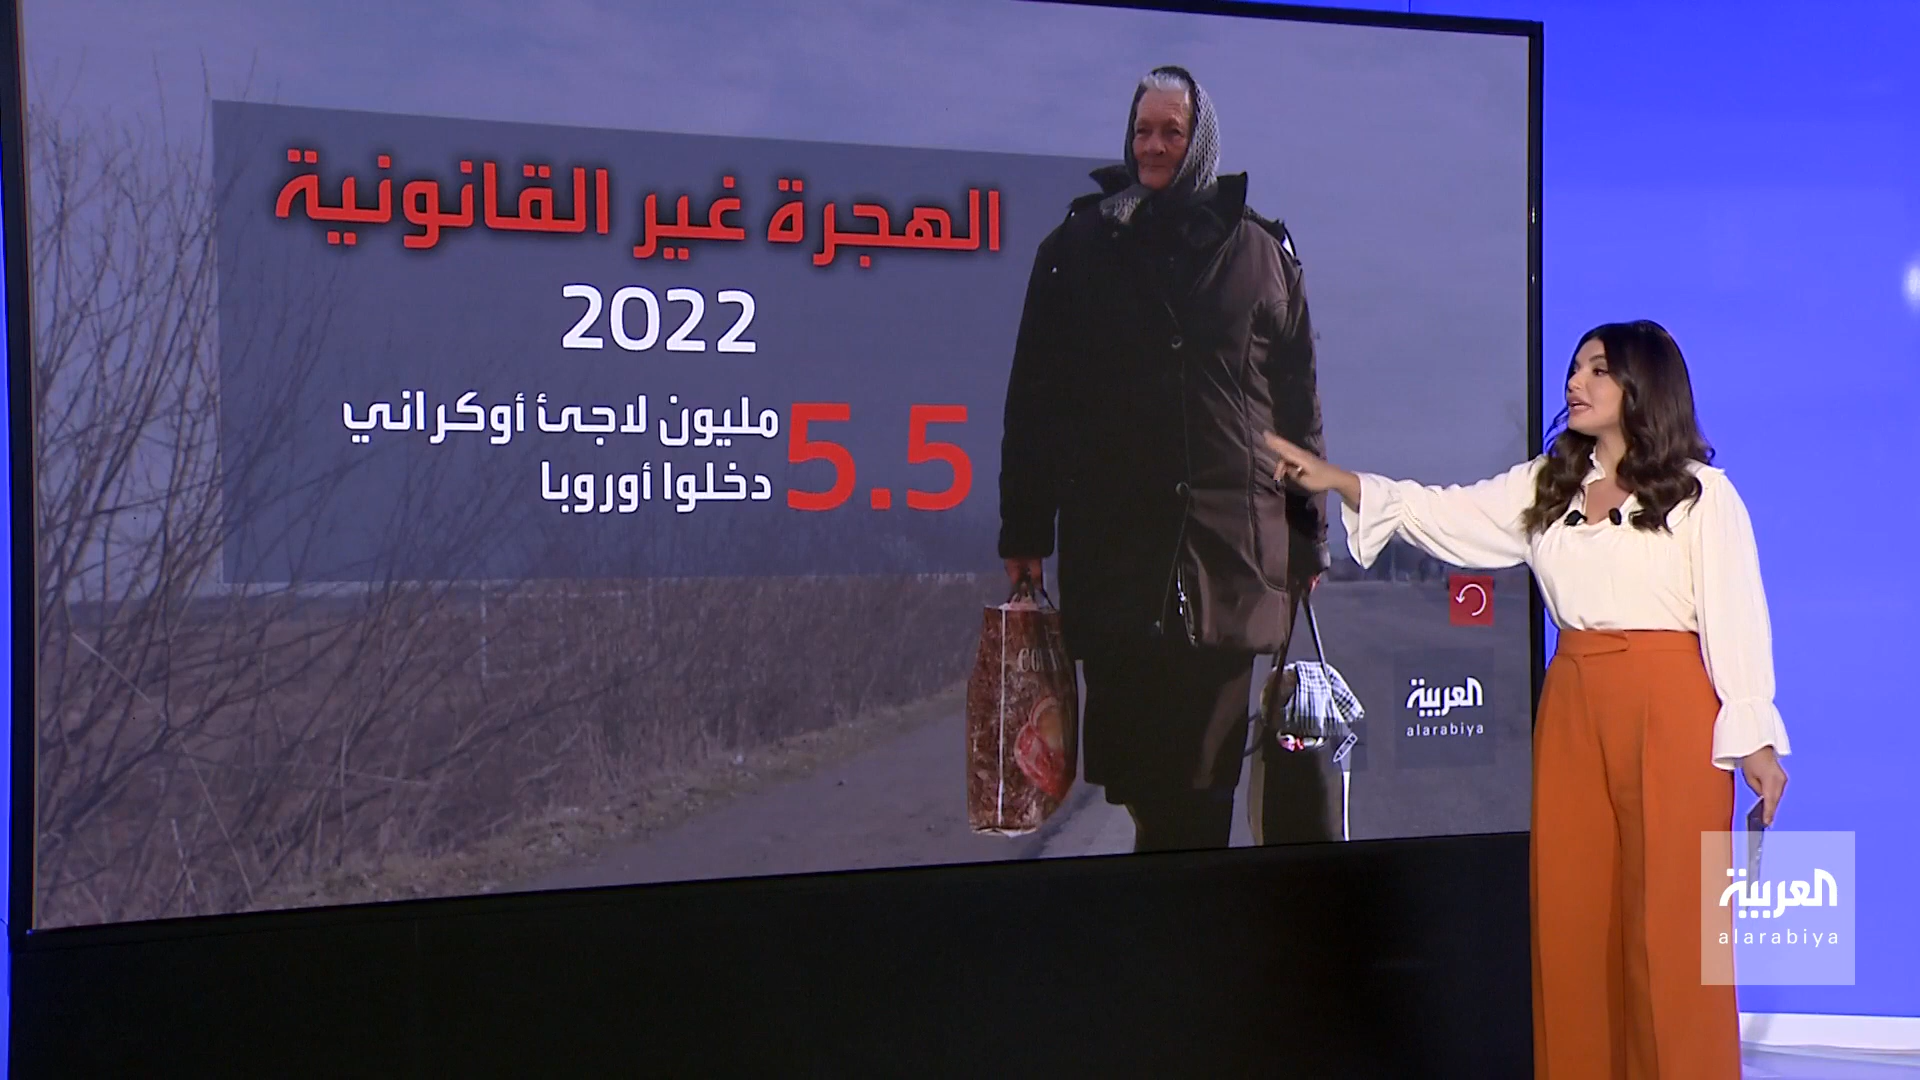 الهجرة غير القانونية
2022
5.5 مليون لاجئ أوكراني
دخلوا أوروبا
العربية
alarabiya
العربية
alarabiya